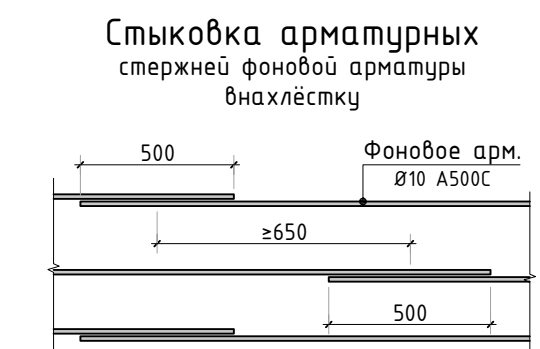 Стыковка арматурных
стержней фоновой арматуры
внахлёстку
500
Фоновое арм.
Ø10 А500С
≥650
500